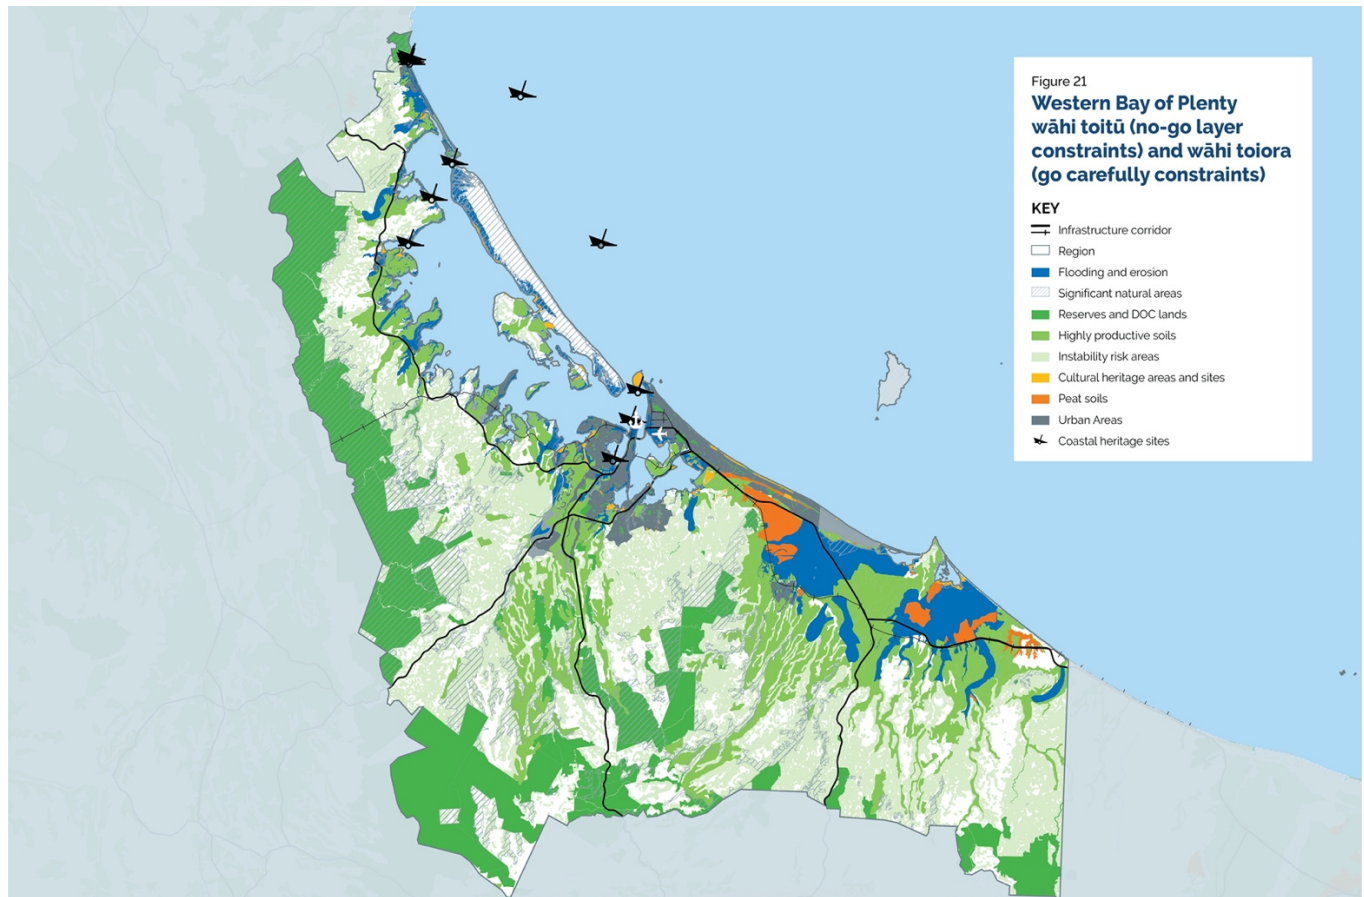 Figure 21
Western Bay of Plenty
wāhi toitū (no-go layer
constraints) and wāhi toiora
(go carefully constraints)
KEY
Infrastructure corridor
Region
Flooding and erosion
Significant natural areas
Reserves and DOC lands
Highly productive soils
Instability risk areas
Cultural heritage areas and sites
Peat soils
Urban Areas
Coastal heritage sites